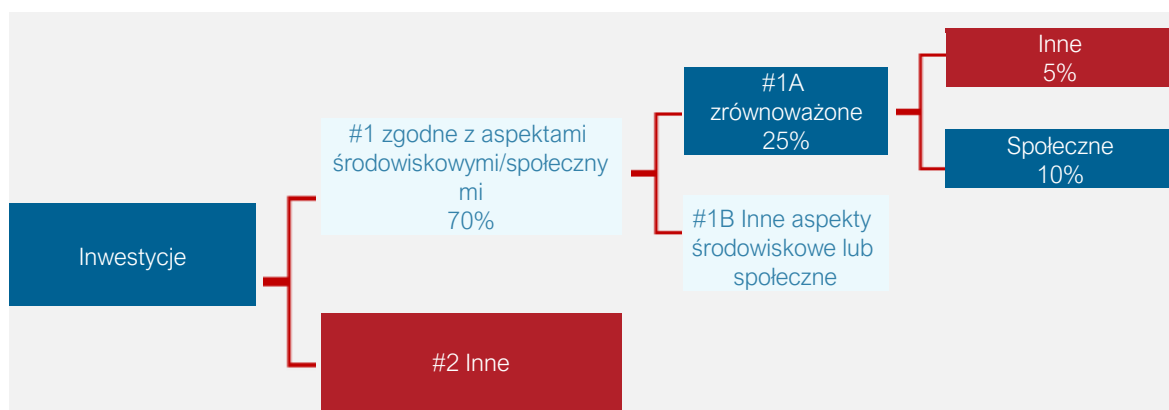 Inwestycje
#1 zgodne z aspektami
środowiskowymi/społeczny
mi
70%
#2 Inne
#1A
zrównoważone
25%
#1B Inne aspekty
środowiskowe lub
społeczne
Inne
5%
Społeczne
10%